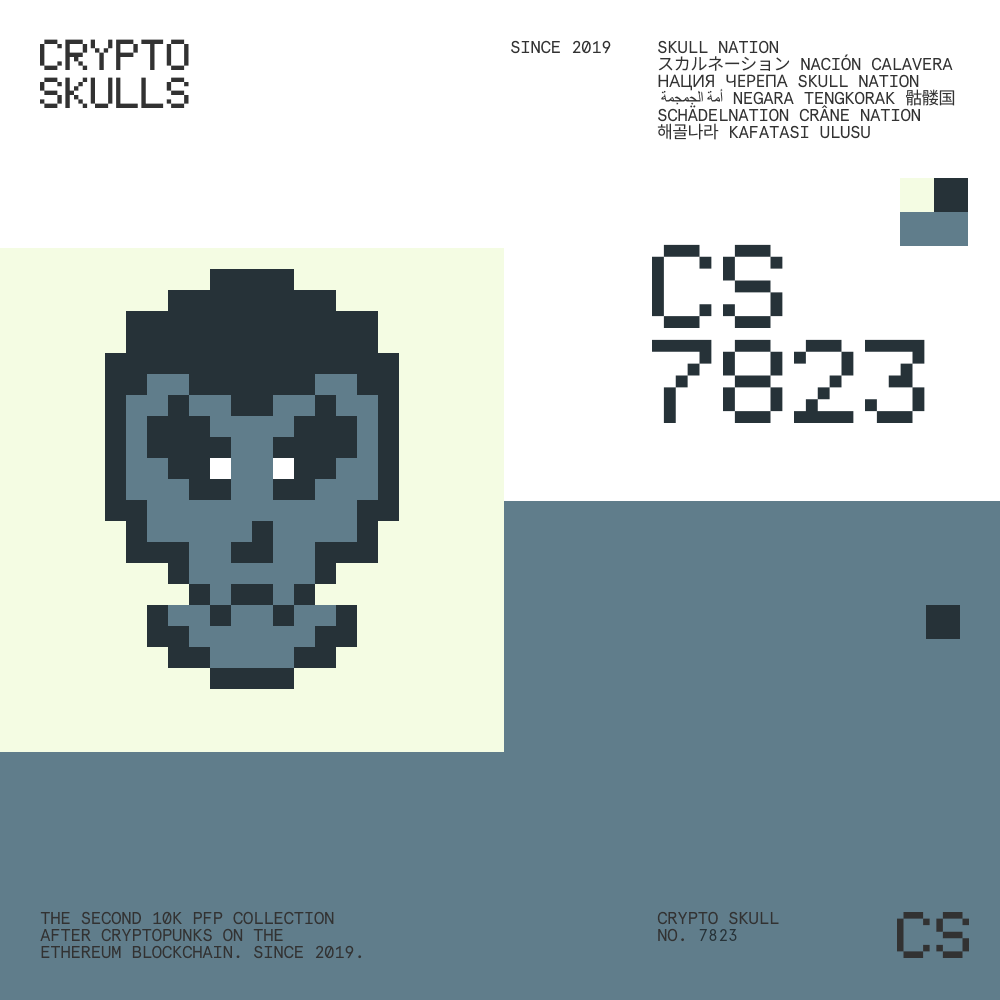 CRYPTO
SKULLS
SINCE 2019
SKULL NATION
スカルネーション NACIÓN CALAVERA
НАЦИЯ ЧЕРЕПА SKULL NATION
أمة الجمجمة NEGARA TENGKORAK 骷髅国
SCHÄDELNATION CRÂNE NATION
해골나라 KAFATASI ULUSU
CS
7823
THE SECOND 10K PFP COLLECTION
AFTER CRYPTOPUNKS ON THE
ETHEREUM BLOCKCHAIN. SINCE 2019.
CRYPTO SKULL
NO. 7823
CS